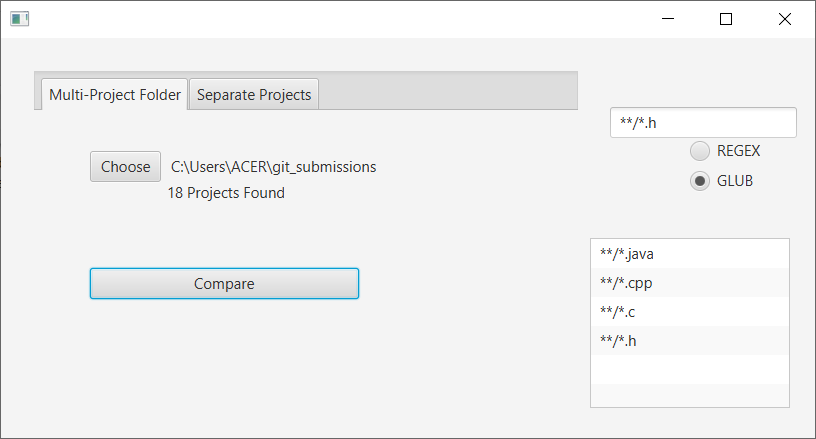 Multi-Project Folder
Separate Projects
Choose
C:\Users\ACER\git_submissions
18 Projects Found
Compare
**/*.h
REGEX
GLUB
**/*.java
**/*.cpp
**/*.c
**/*.h